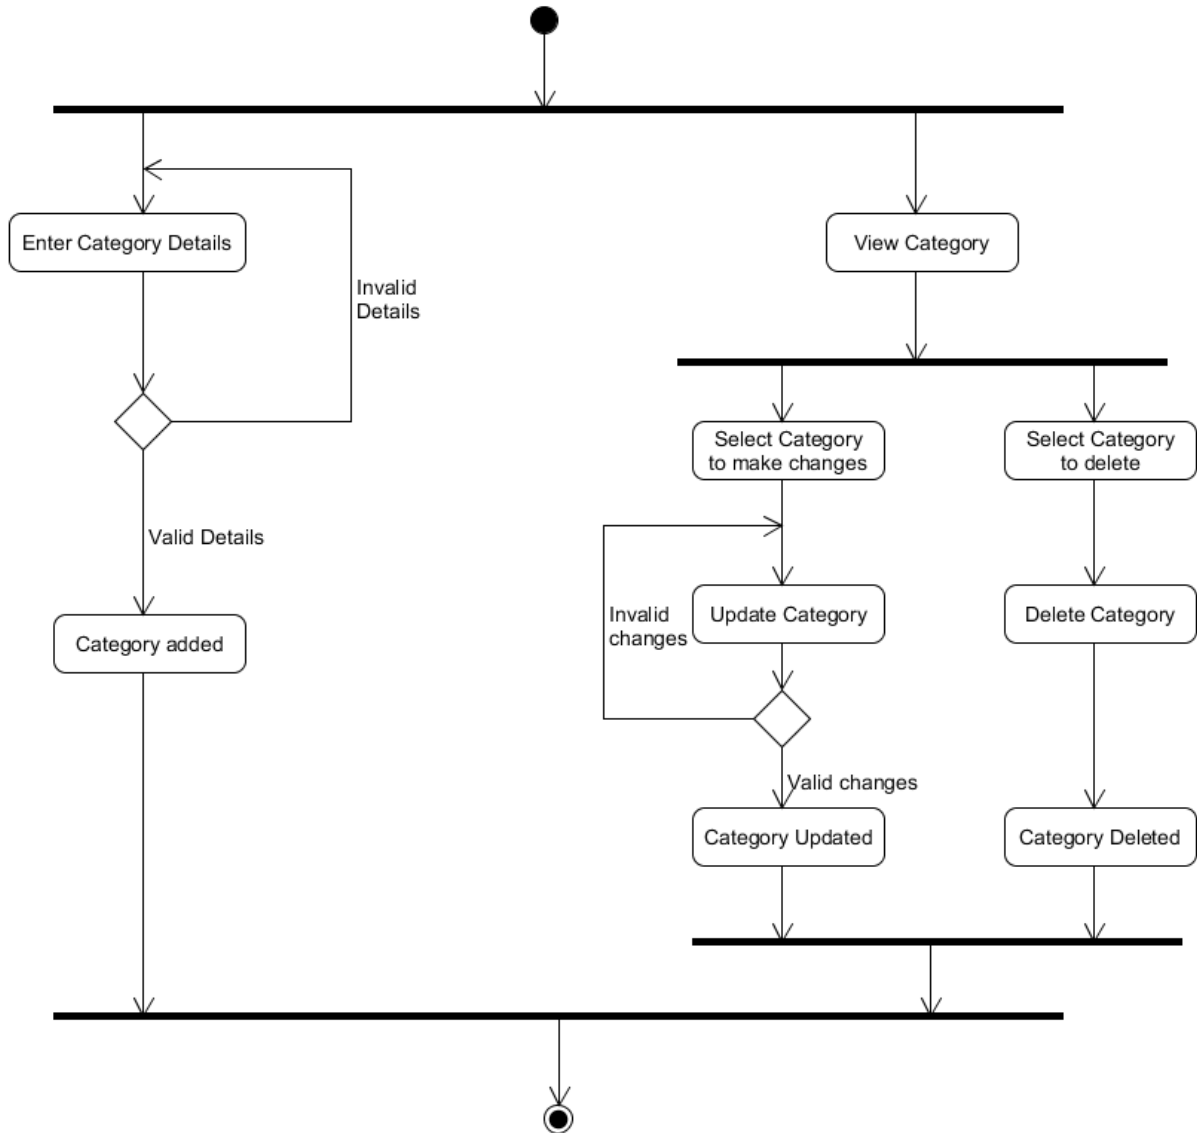 Enter Category Details
View Category
Invalid
Details
Select Category
to make changes
Select Category
to delete
Valid Details
Invalid
changes
Update Category
Delete Category
Category added
Valid changes
Category Updated
Category Deleted